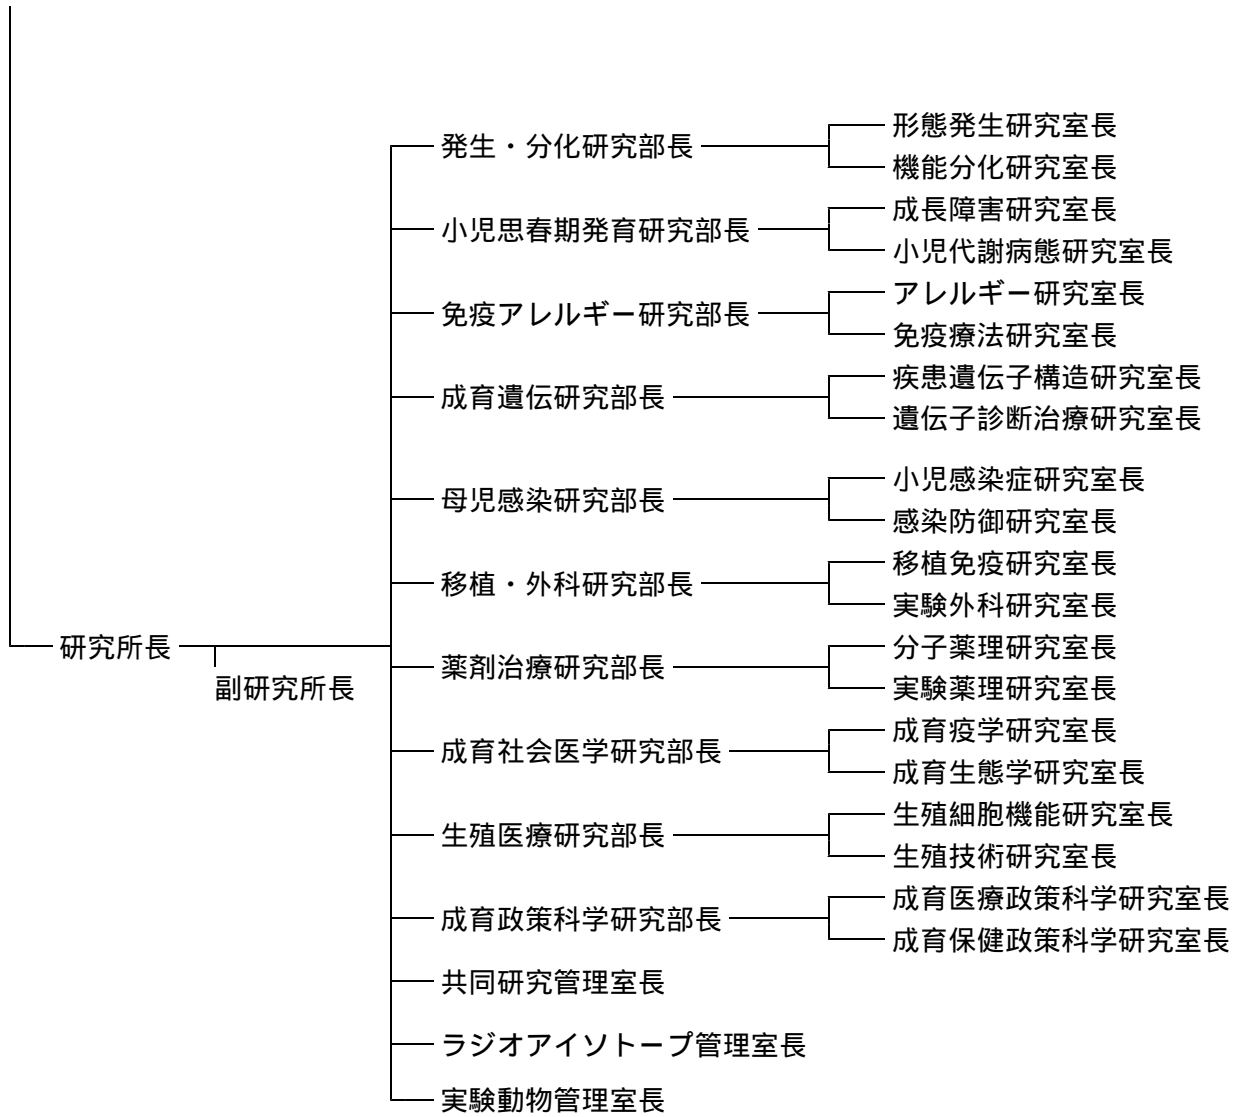 発生・分化研究部長
形態発生研究室長
機能分化研究室長
小児思春期発育研究部長
成長障害研究室長
小児代謝病態研究室長
免疫アレルギー研究部長
アレルギー研究室長
免疫療法研究室長
成育遺伝研究部長
疾患遺伝子構造研究室長
遺伝子診断治療研究室長
母児感染研究部長
小児感染症研究室長
感染防御研究室長
移植・外科研究部長
移植免疫研究室長
実験外科研究室長
研究所長
副研究所長
薬剤治療研究部長
分子薬理研究室長
実験薬理研究室長
成育社会医学研究部長
成育疫学研究室長
成育生態学研究室長
生殖医療研究部長
生殖細胞機能研究室長
生殖技術研究室長
成育政策科学研究部長
成育医療政策科学研究室長
成育保健政策科学研究室長
共同研究管理室長
ラジオアイソトープ管理室長
実験動物管理室長